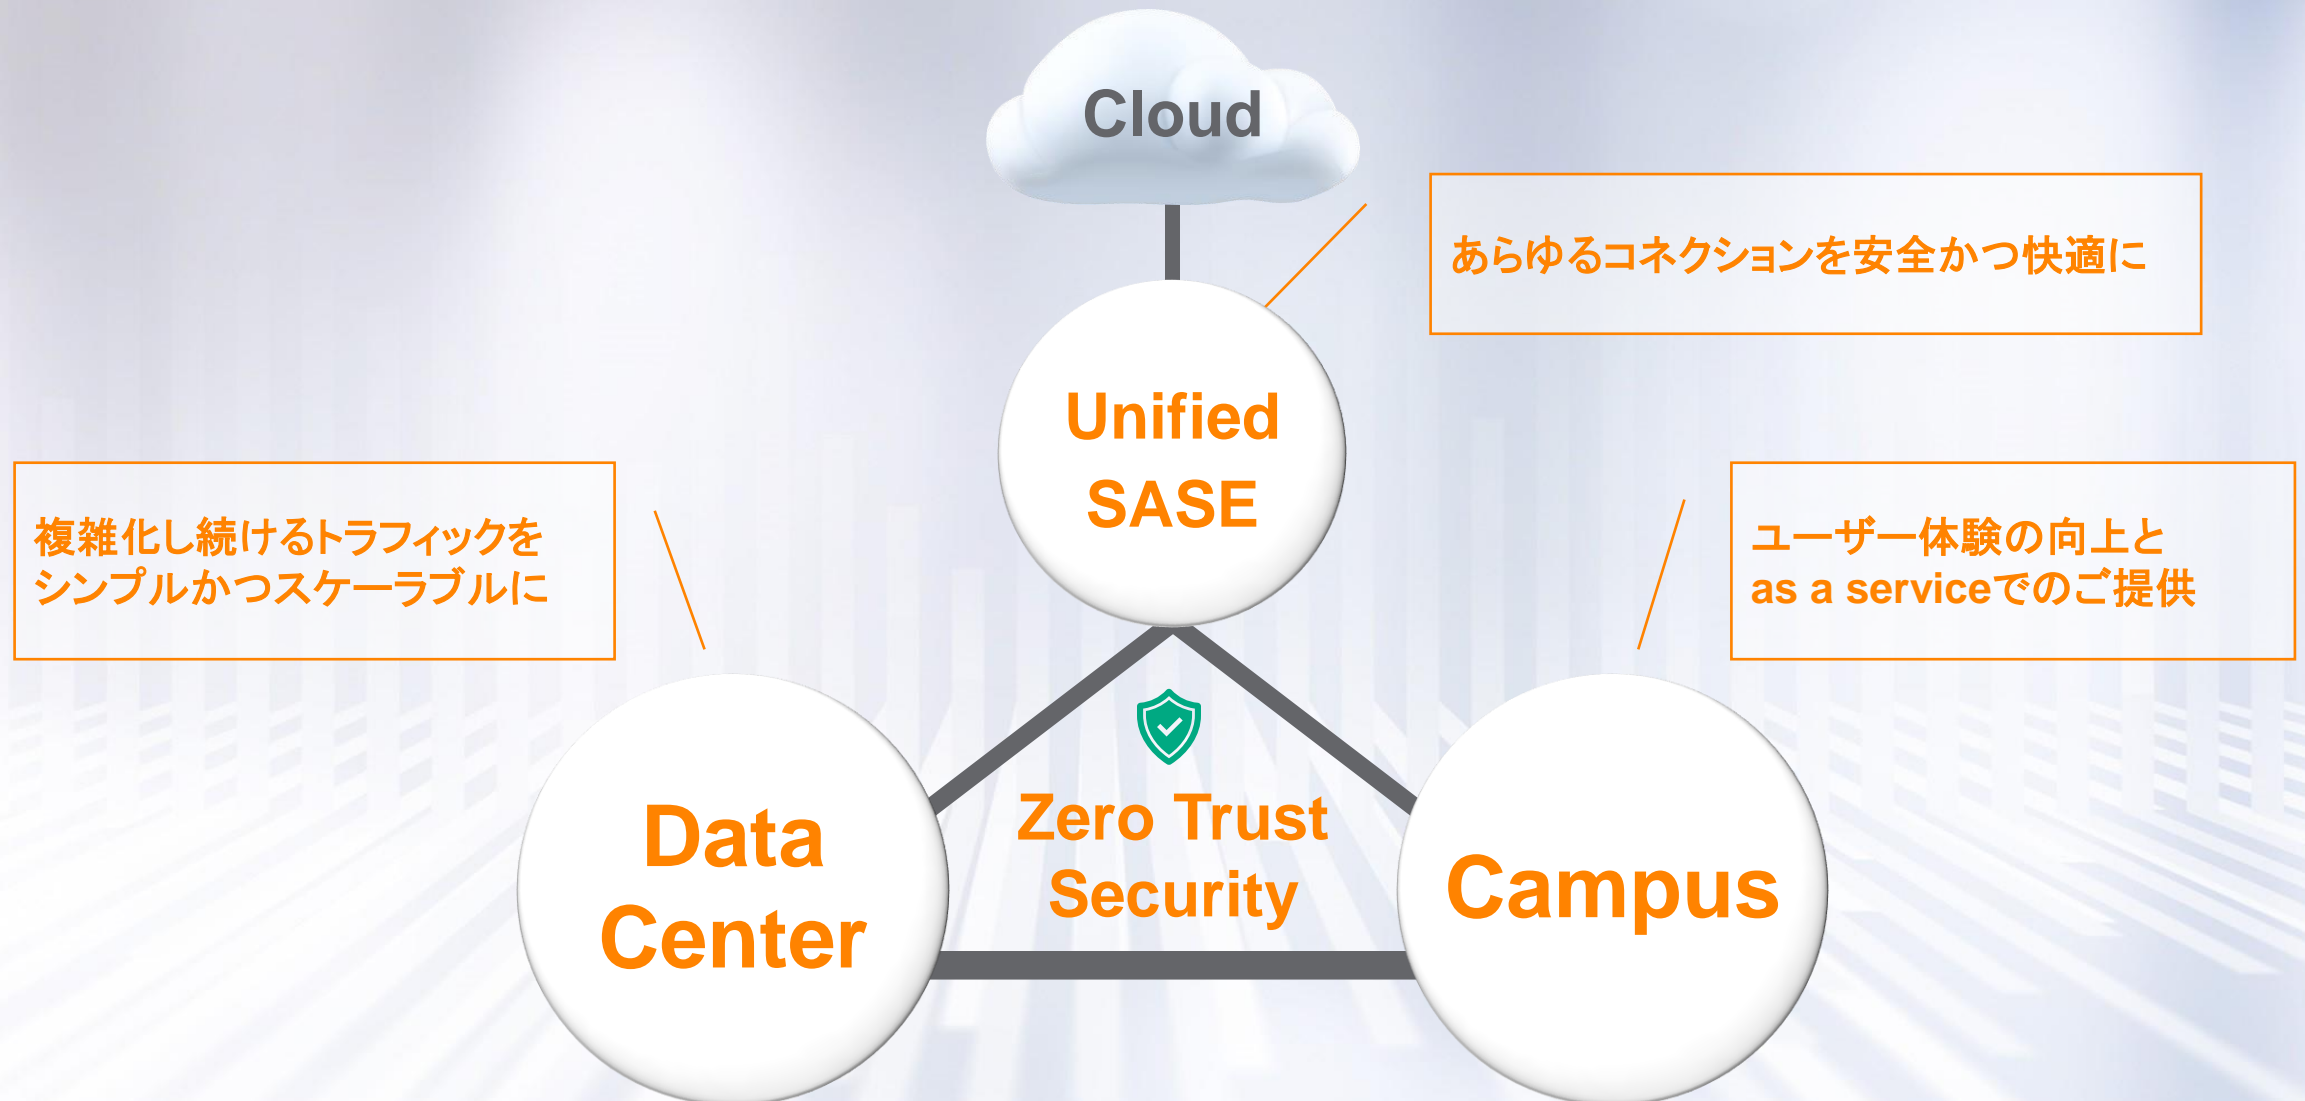 Cloud
あらゆるコネクションを安全かつ快適に
Unified
SASE
複雑化し続けるトラフィックを
シンプルかつスケーラブルに
ユーザー体験の向上と
as a serviceでのご提供
Zero Trust
Security
Data
Center
Campus